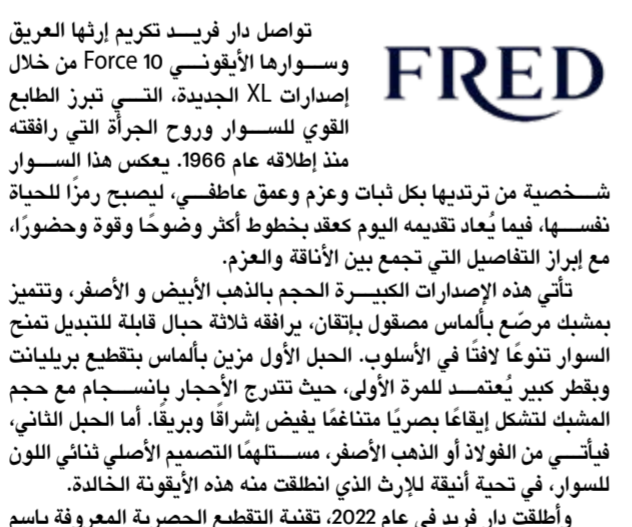 FRED
تواصل دار فريد تكريم إرثها العريق
وسوارها الأيقوني Force 10 من خلال
إصدارات XL الجديدة، التي تبرز الطابع
القوي للسوار وروح الجرأة التي رافقته
منذ إطلاقه عام 1966. يعكس هذا السوار
شخصية من ترتديها بكل ثبات وعزم وعمق عاطفي، ليصبح رمزًا للحياة
نفسها، فيما يُعاد تقديمه اليوم كعقد بخطوط أكثر وضوحًا وقوة وحضورًا،
مع إبراز التفاصيل التي تجمع بين الأناقة والعزم.
تأتي هذه الإصدارات الكبيرة الحجم بالذهب الأبيض و الأصفر، وتتميز
بمشبك مرصّع بألماس مصقول بإتقان، يرافقه ثلاثة حبال قابلة للتبديل تمنح
السوار تنوعًا لافتًا في الأسلوب. الحبل الأول مزين بألماس بتقطيع بريليانت
وبقطر كبير يُعتمد للمرة الأولى، حيث تتدرج الأحجار بانسجام مع حجم
المشبك لتشكل إيقاعًا بصريًا متناغمًا يفيض إشراقًا وبريقًا. أما الحبل الثاني،
فيأتي من الفولاذ أو الذهب الأصفر، مستلهمًا التصميم الأصلي ثنائي اللون
للسوار، في تحية أنيقة للإرث الذي انطلقت منه هذه الأيقونة الخالدة.
وأطلقت دار فريد في عام 2022، تقنية التقطيع الحصرية المعروفة باسم